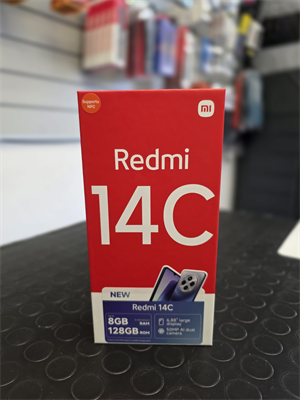 Supports
NFC
mi
Redmi
14C
NEW
Redmi 14C
8GB RAM
128GB ROM
6.88" large
display
50MP AI dual
camera